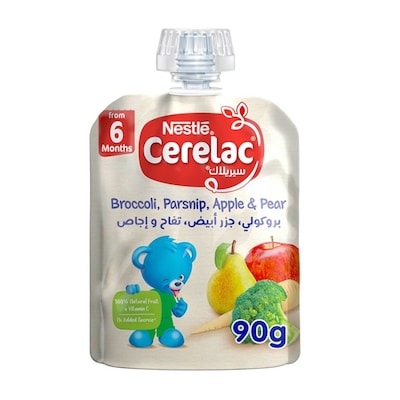 from
6
Months
Nestlé
Cerelac®
سيريلاك®
Broccoli, Parsnip, Apple & Pear
بروكولي، جزر أبيض، تفاح و إجاص
100% Natural Fruit
+ Vitamin C
No Added Sucrose*
90g